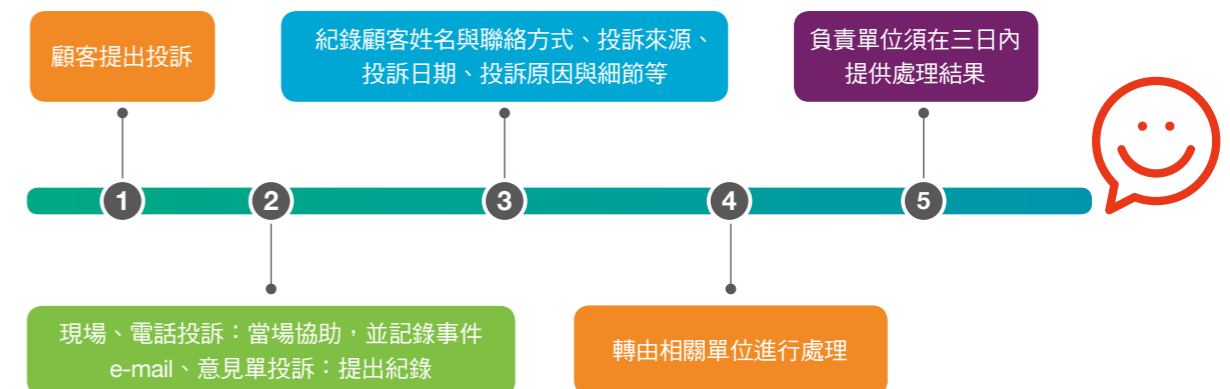 顧客提出投訴
紀錄顧客姓名與聯絡方式、投訴來源、
投訴日期、投訴原因與細節等
負責單位須在三日內
提供處理結果
1
2
3
4
5
現場、電話投訴：當場協助，並記錄事件
e-mail、意見單投訴：提出紀錄
轉由相關單位進行處理